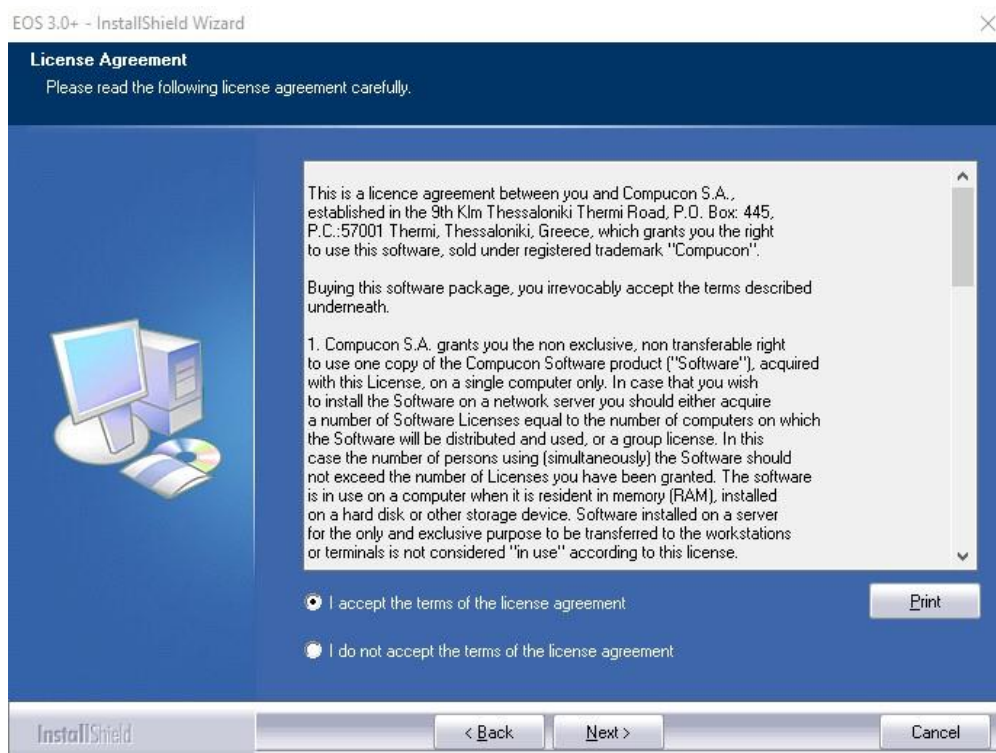 EOS 3.0+ - InstallShield Wizard
License Agreement
Please read the following license agreement carefully.
This is a licence agreement between you and Compucon S.A.,
established in the 9th Klm Thessaloniki Thermi Road, P.O. Box: 445,
P.C.:57001 Thermi, Thessaloniki, Greece, which grants you the right
to use this software, sold under registered trademark "Compucon".
Buying this software package, you irrevocably accept the terms described
underneath.
1. Compucon S.A. grants you the non exclusive, non transferable right
to use one copy of the Compucon Software product ("Software"), acquired
with this License, on a single computer only. In case that you wish
to install the Software on a network server you should either acquire
a number of Software Licenses equal to the number of computers on which
the Software will be distributed and used, or a group license. In this
case the number of persons using (simultaneously) the Software should
not exceed the number of Licenses you have been granted. The software
is in use on a computer when it is resident in memory (RAM), installed
on a hard disk or other storage device. Software installed on a server
for the only and exclusive purpose to be transferred to the workstations
or terminals is not considered "in use" according to this license.
I accept the terms of the license agreement
Print
I do not accept the terms of the license agreement
InstallShield
< Back
Next >
Cancel